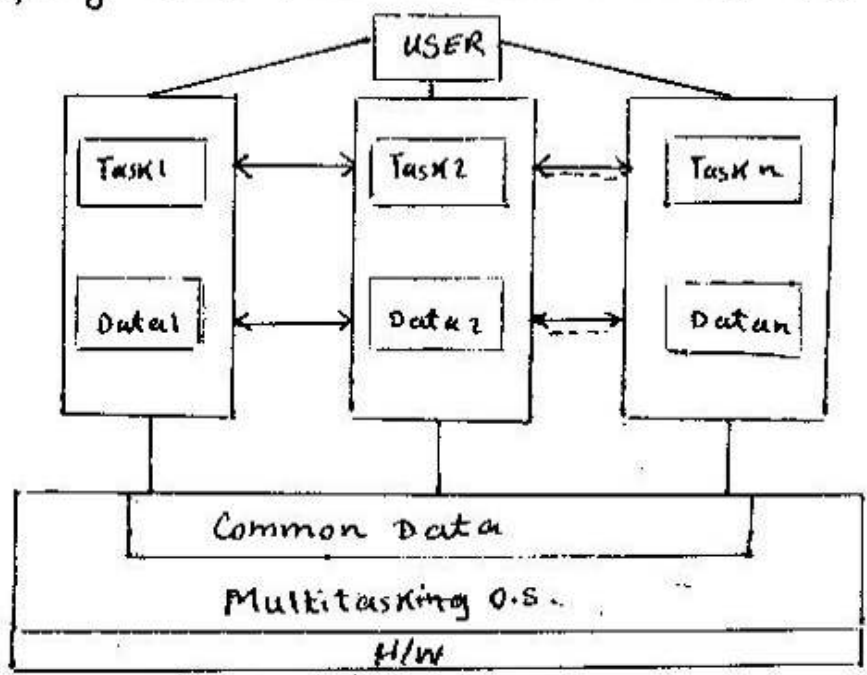 USER
Task1 Task2 Task n
Data1 Data2 Datan
Common Data
Multitasking O.S.
H/W